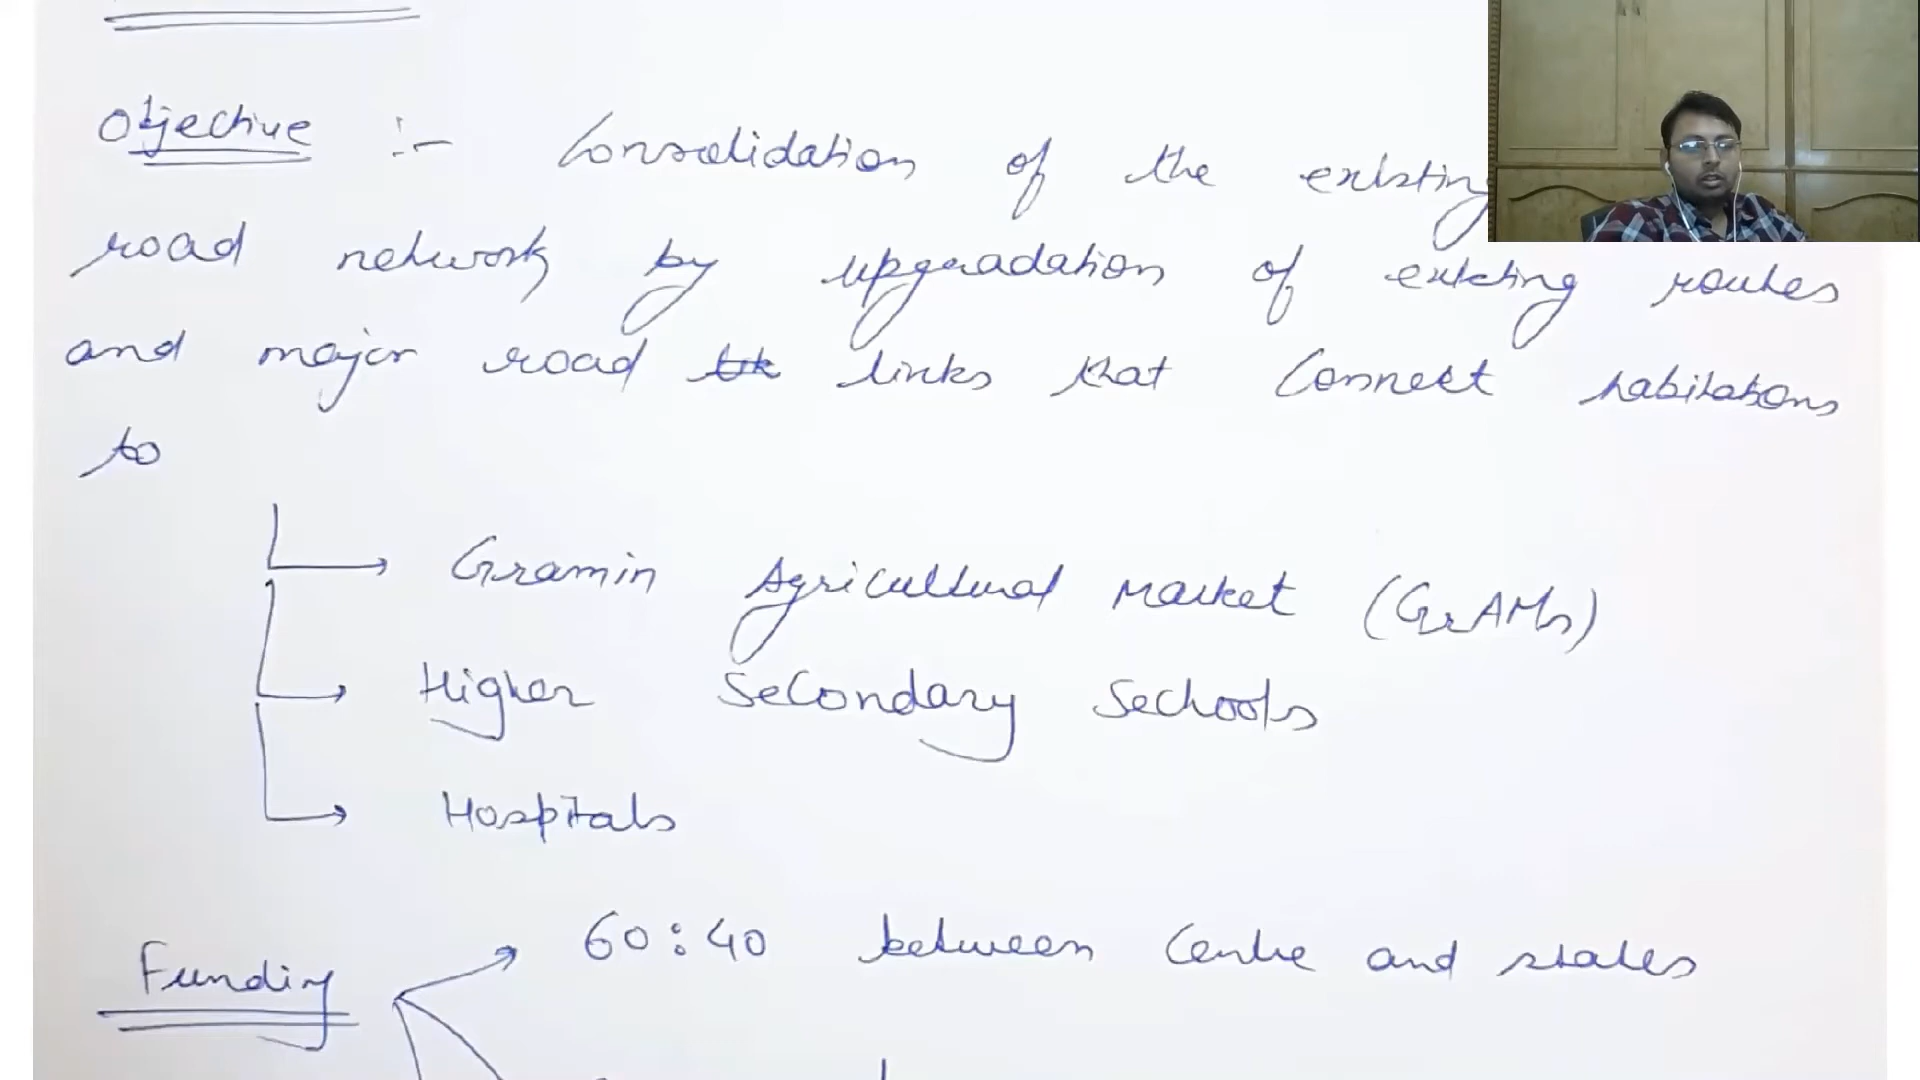 Objective :- Consolidation of the existing
road network by upgradation of existing routes
and major road links that Connect habitations
to
Gramin Agricultural Market (GrAMs)
Higher Secondary Sechools
Hospitals
Funding
60:40 between Centre and states